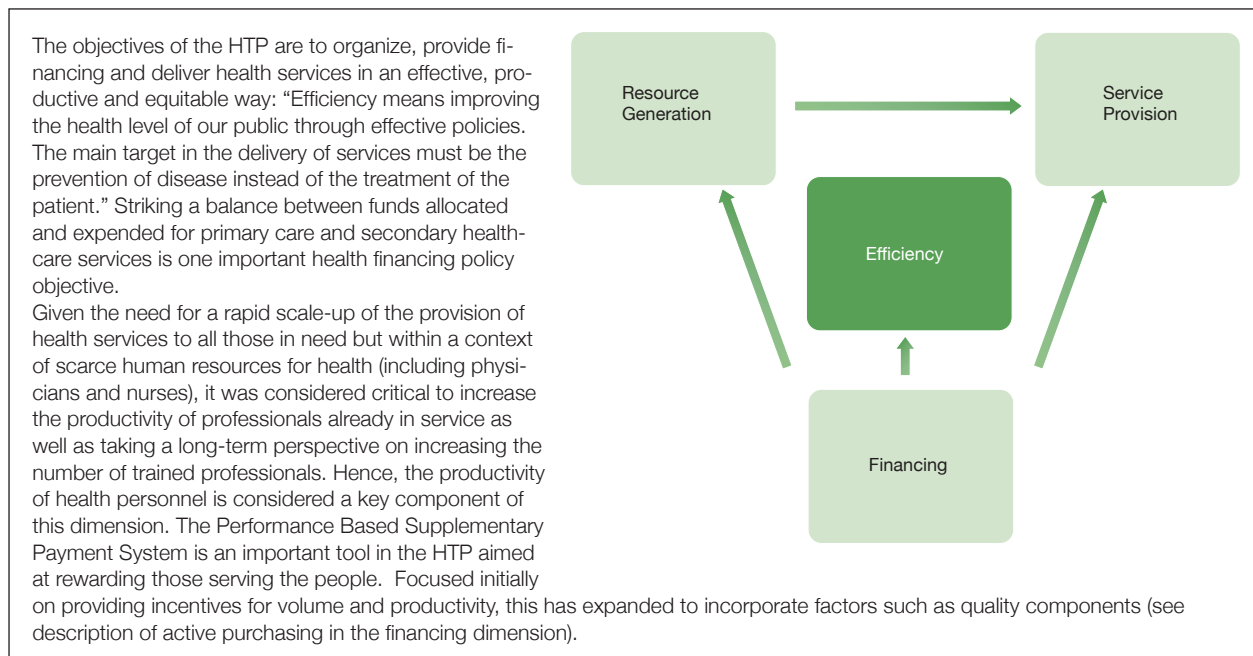 The objectives of the HTP are to organize, provide fi-
nancing and deliver health services in an effective, pro-
ductive and equitable way: “Efficiency means improving
the health level of our public through effective policies.
The main target in the delivery of services must be the
prevention of disease instead of the treatment of the
patient.” Striking a balance between funds allocated
and expended for primary care and secondary health-
care services is one important health financing policy
objective.
Given the need for a rapid scale-up of the provision of
health services to all those in need but within a context
of scarce human resources for health (including physi-
cians and nurses), it was considered critical to increase
the productivity of professionals already in service as
well as taking a long-term perspective on increasing the
number of trained professionals. Hence, the productivity
of health personnel is considered a key component of
this dimension. The Performance Based Supplementary
Payment System is an important tool in the HTP aimed
at rewarding those serving the people.  Focused initially
on providing incentives for volume and productivity, this has expanded to incorporate factors such as quality components (see
description of active purchasing in the financing dimension).
Resource
Generation
Service
Provision
Efficiency
Financing